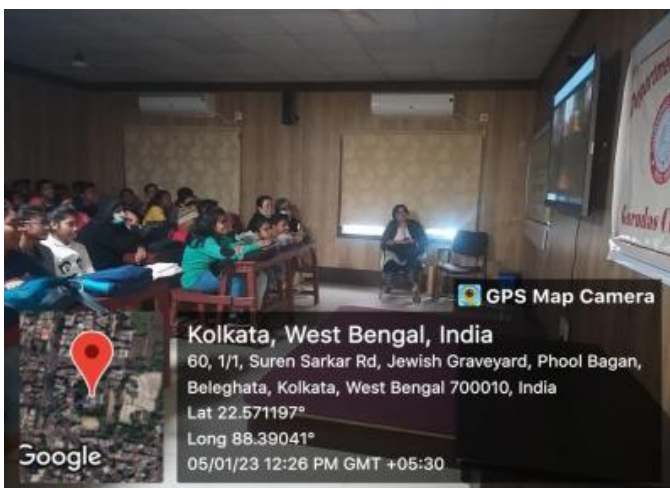 Departme
Gurudas C
GPS Map Camera
Kolkata, West Bengal, India
60, 1/1, Suren Sarkar Rd, Jewish Graveyard, Phool Bagan,
Beleghata, Kolkata, West Bengal 700010, India
Lat 22.571197°
Long 88.39041°
05/01/23 12:26 PM GMT +05:30
Google